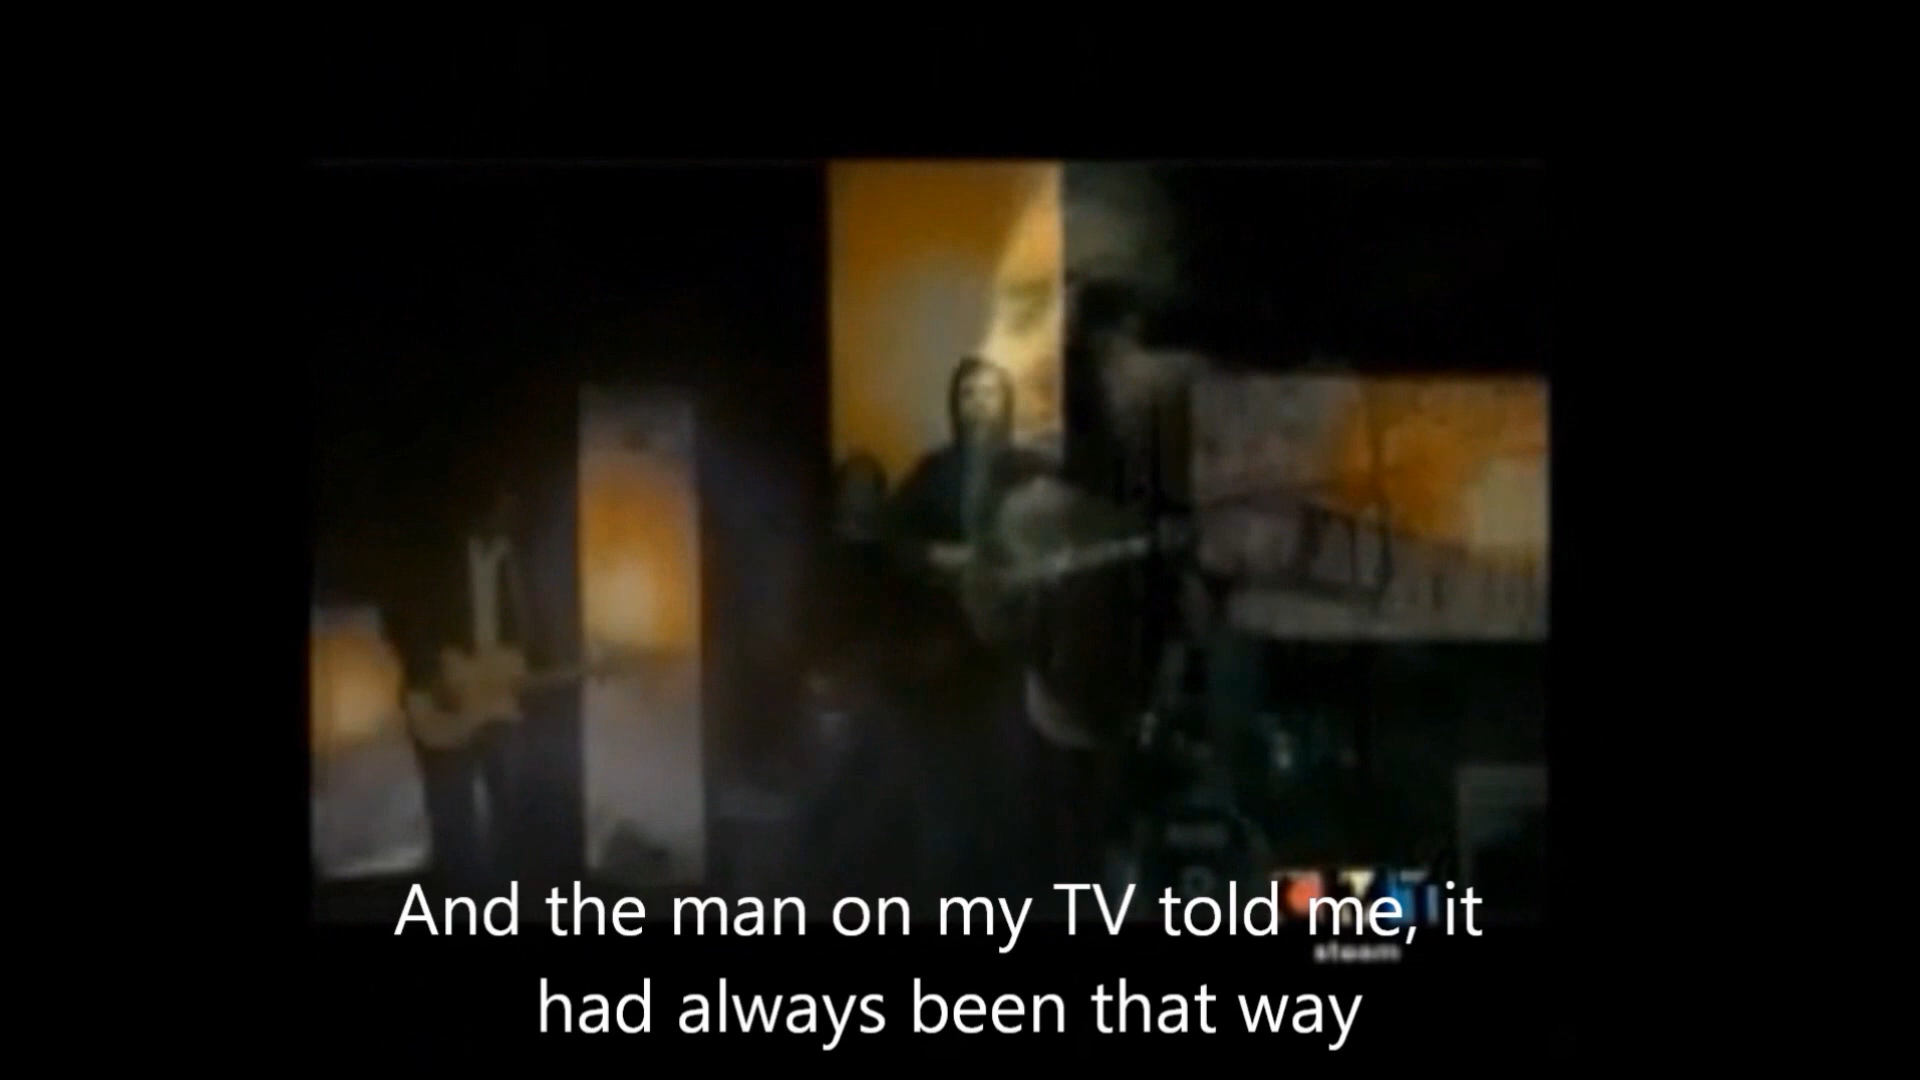 And the man on my TV told me, it
had always been that way